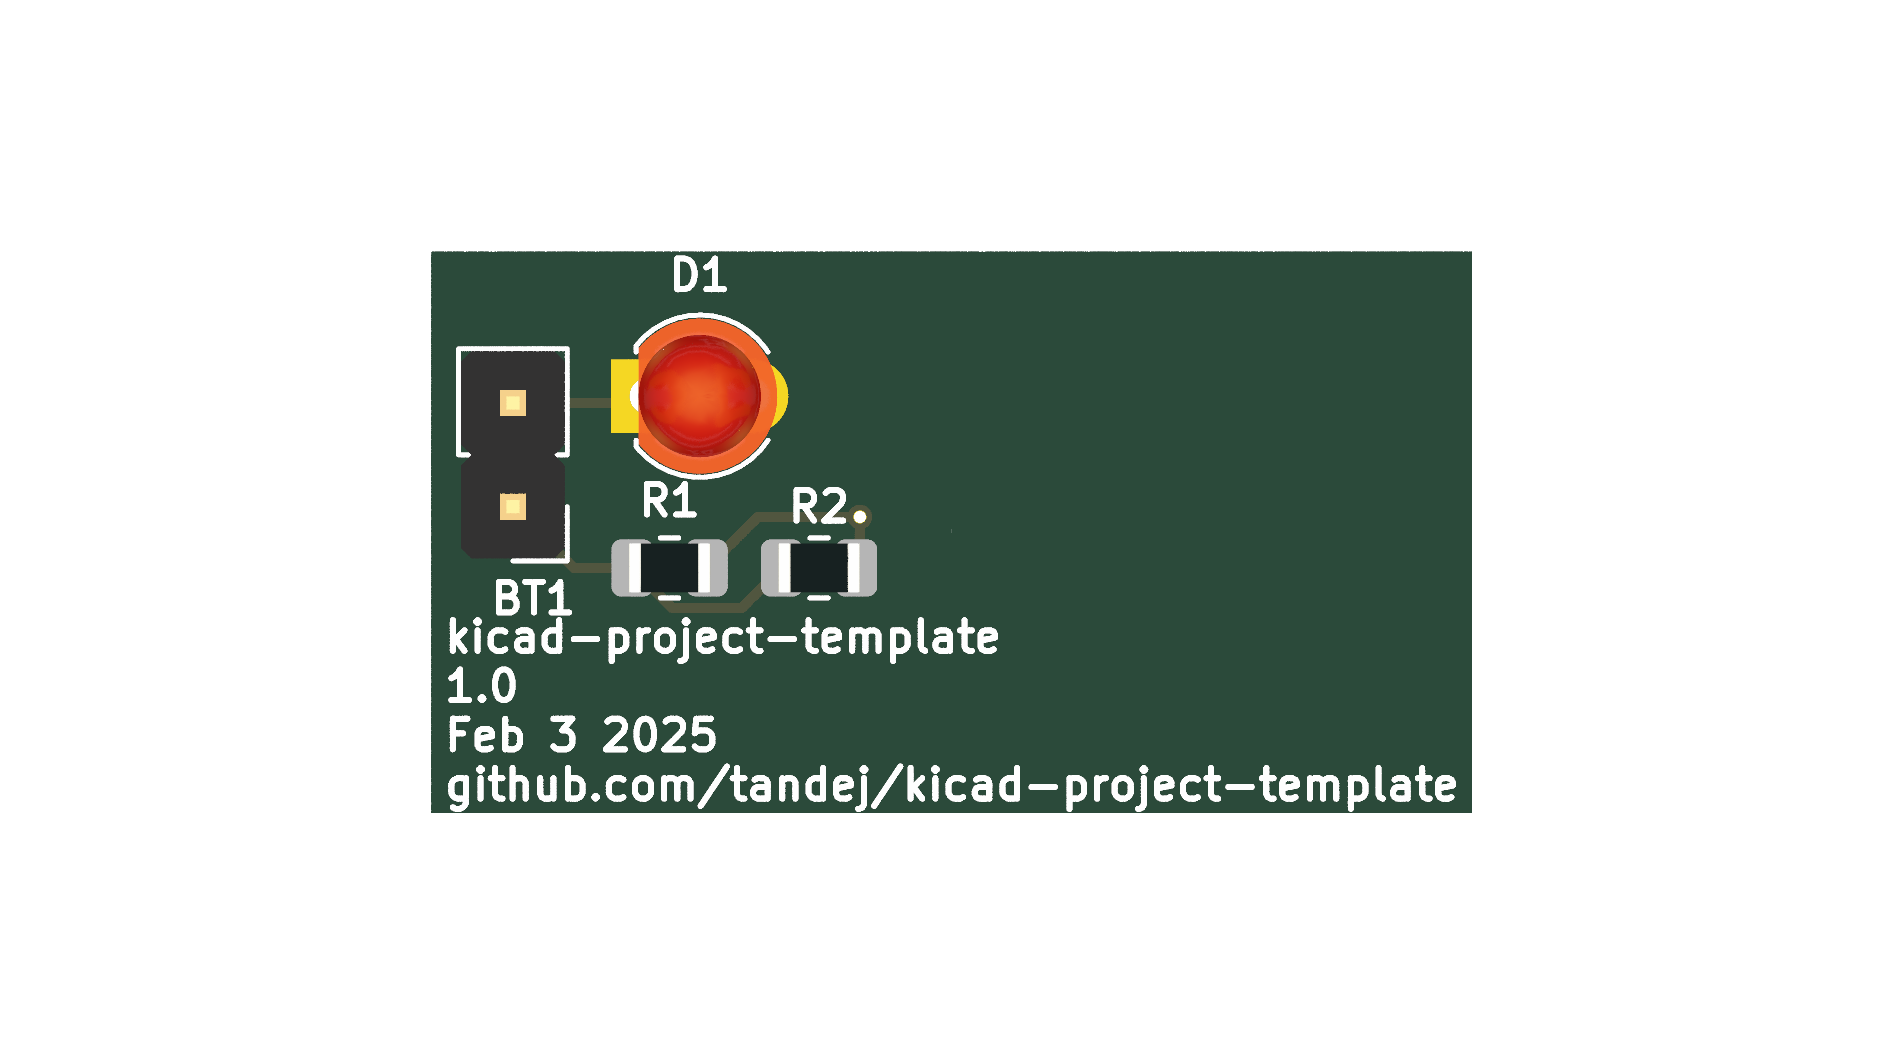 D1
R1
R2
BT1
kicad-project-template
1.0
Feb 3 2025
github.com/tandej/kicad-project-template